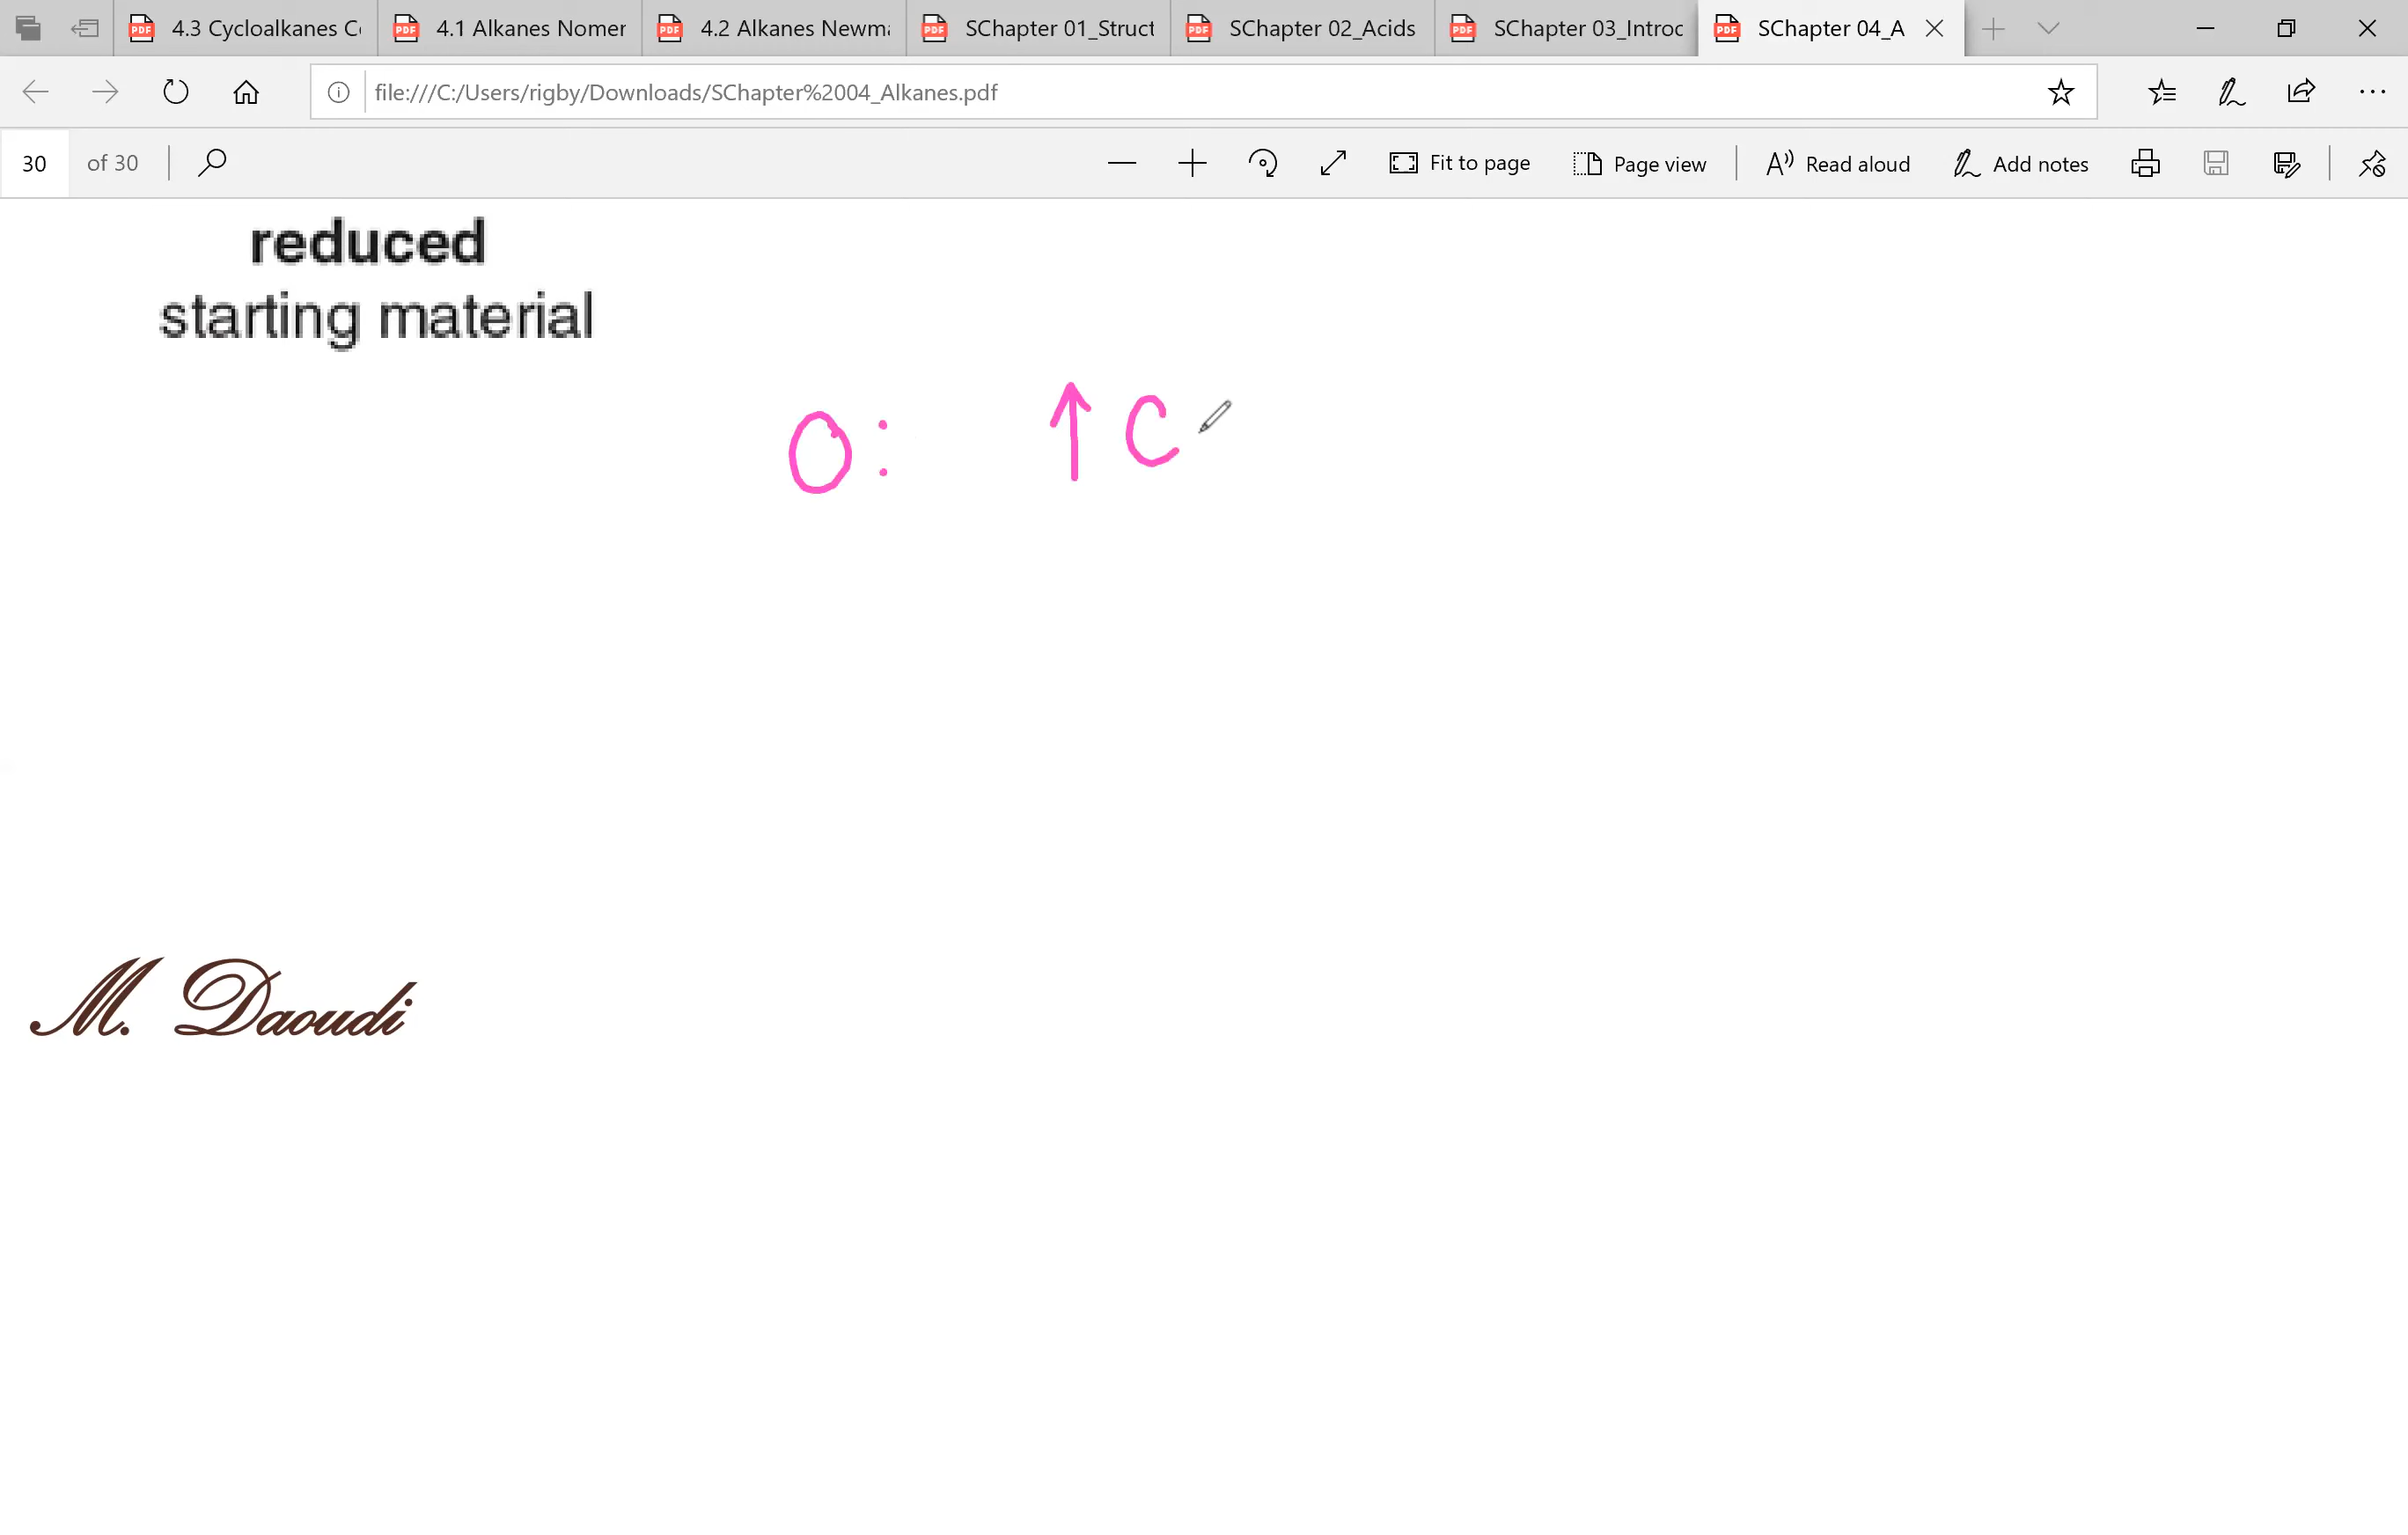 4.3 Cycloalkanes C 4.1 Alkanes Nomer 4.2 Alkanes Newm SChapter 01_Struct SChapter 02_Acids SChapter 03_Introc SChapter 04_A
file:///C:/Users/rigby/Downloads/SChapter%2004_Alkanes.pdf
30 of 30 Fit to page Page view Read aloud Add notes
reduced
starting material
O: ↑ C
M. Daoudi